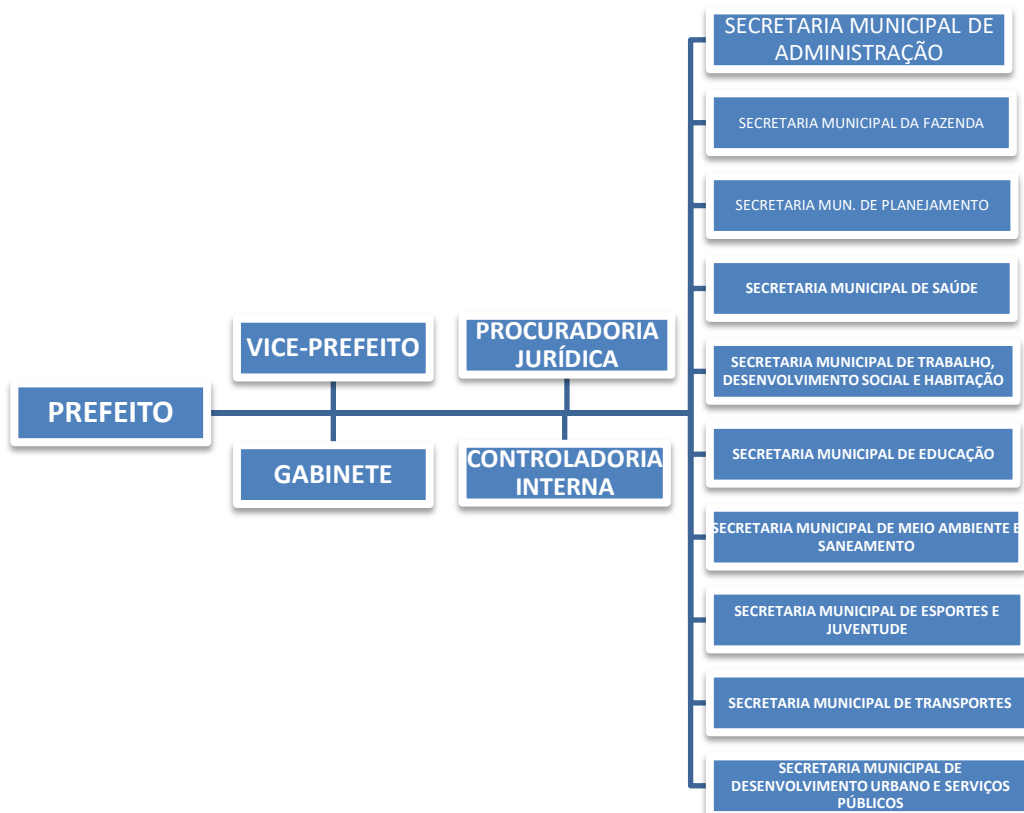 SECRETARIA MUNICIPAL DE
ADMINISTRAÇÃO
SECRETARIA MUNICIPAL DA FAZENDA
SECRETARIA MUN. DE PLANEJAMENTO
SECRETARIA MUNICIPAL DE SAÚDE
VICE-PREFEITO
PROCURADORIA
JURÍDICA
SECRETARIA MUNICIPAL DE TRABALHO,
DESENVOLVIMENTO SOCIAL E HABITAÇÃO
PREFEITO
GABINETE
CONTROLADORIA
INTERNA
SECRETARIA MUNICIPAL DE EDUCAÇÃO
SECRETARIA MUNICIPAL DE MEIO AMBIENTE E
SANEAMENTO
SECRETARIA MUNICIPAL DE ESPORTES E
JUVENTUDE
SECRETARIA MUNICIPAL DE TRANSPORTES
SECRETARIA MUNICIPAL DE
DESENVOLVIMENTO URBANO E SERVIÇOS
PÚBLICOS